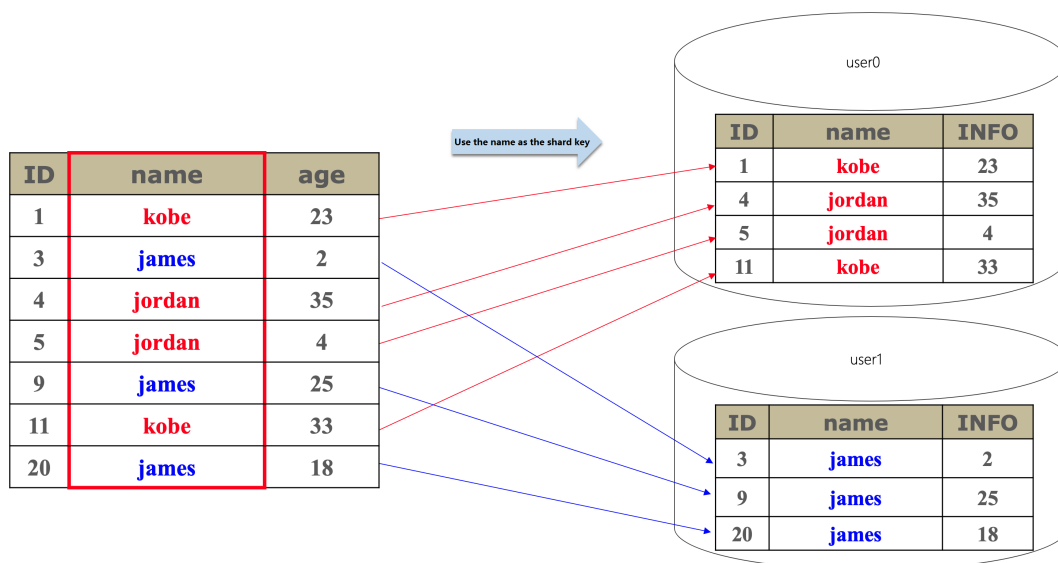 user0
Use the name as the shard key
ID name INFO
1 kobe 23
4 jordan 35
5 jordan 4
11 kobe 33
ID name age
1 kobe 23
3 james 2
4 jordan 35
5 jordan 4
9 james 25
11 kobe 33
20 james 18
user1
ID name INFO
3 james 2
9 james 25
20 james 18